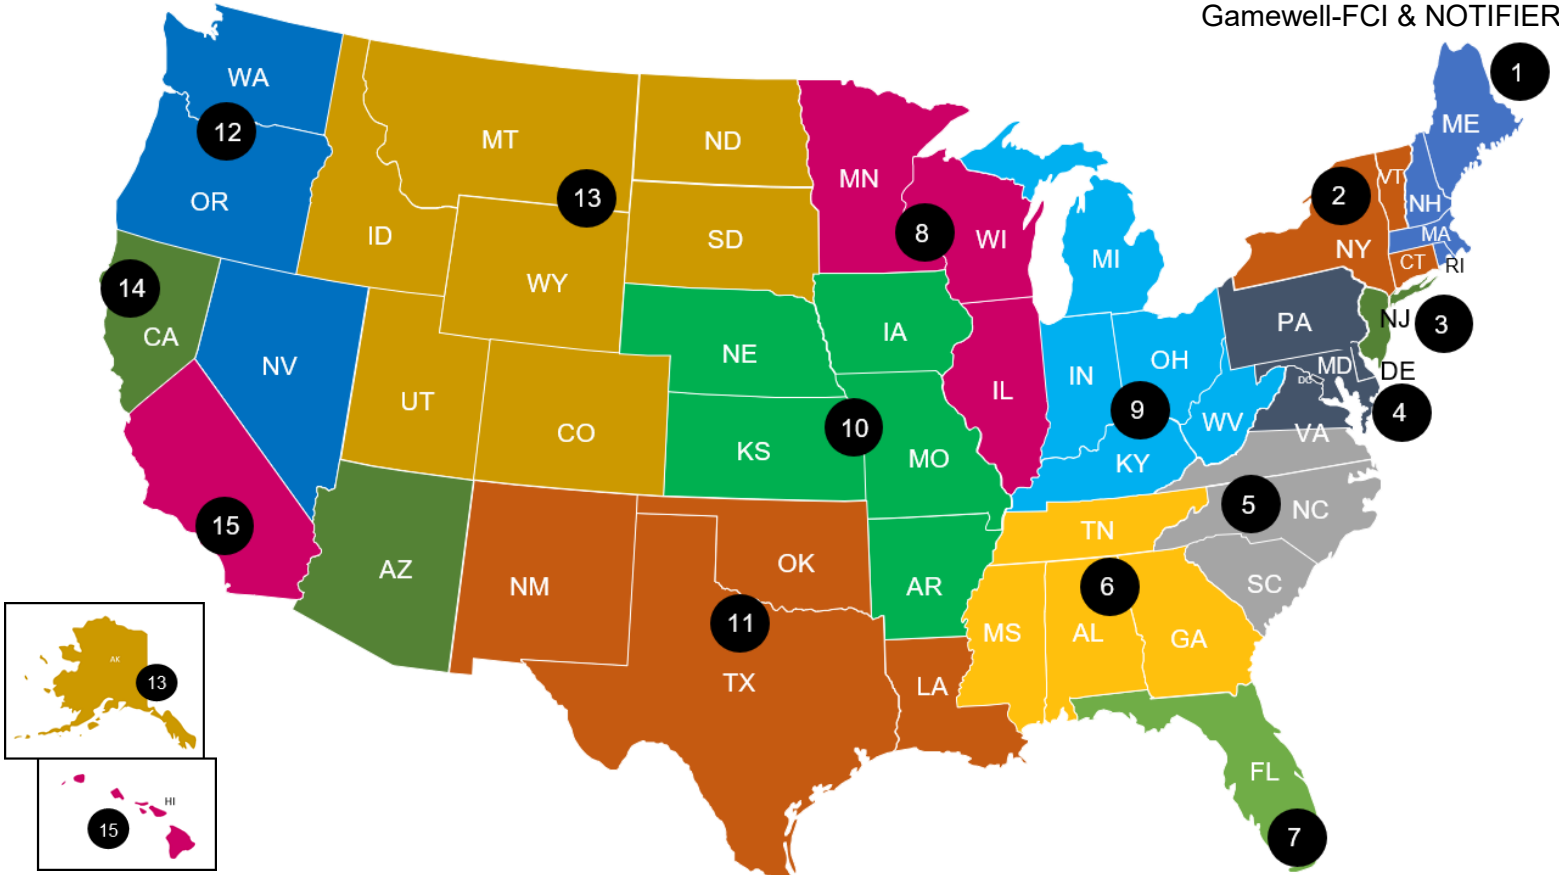 Gamewell-FCI & NOTIFIER
1
WA
ME
12
MT
ND
MN
VT
2
NH
13
OR
8
MA
ID
SD
WI
NY
MI
CT
RI
14
WY
CA
NV
NE
IA
PA
NJ
3
IN
OH
MD
DE
DC
UT
CO
KS
10
MO
IL
9
WV
4
KY
VA
15
AZ
NM
OK
AR
TN
5
NC
6
SC
11
MS
AL
GA
TX
LA
AK
13
FL
HI
15
7